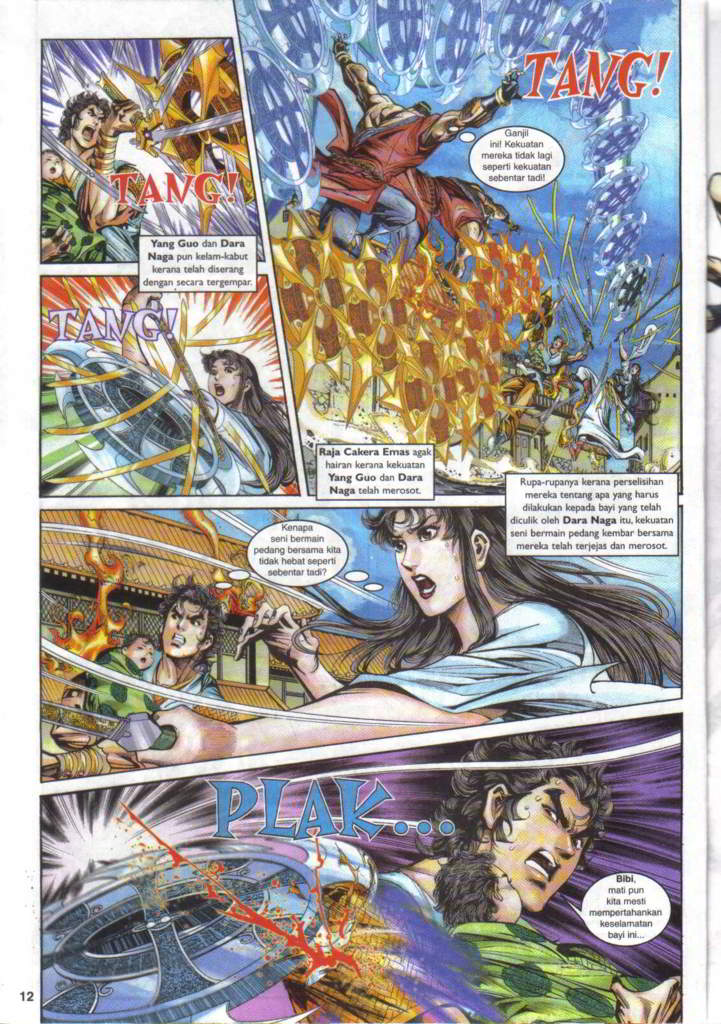 TANG!
TANG!
Ganjil
ini! Kekuatan
mereka tidak lagi
seperti kekuatan
sebentar tadi!
Yang Guo dan Dara
Naga pun kelam-kabut
kerana telah diserang
dengan secara tergempar.
TANG!
Raja Cakera Emas agak
hairan kerana kekuatan
Yang Guo dan Dara
Naga telah merosot.
Rupa-rupanya kerana perselisihan
mereka tentang apa yang harus
dilakukan kepada bayi yang telah
diculik oleh Dara Naga itu, kekuatan
seni bermain pedang kembar bersama
mereka telah terjejas dan merosot.
Kenapa
seni bermain
pedang bersama kita
tidak hebat seperti
sebentar tadi?
PLAK...
Bibi,
mati pun
kita mesti
mempertahankan
keselamatan
bayi ini...
12